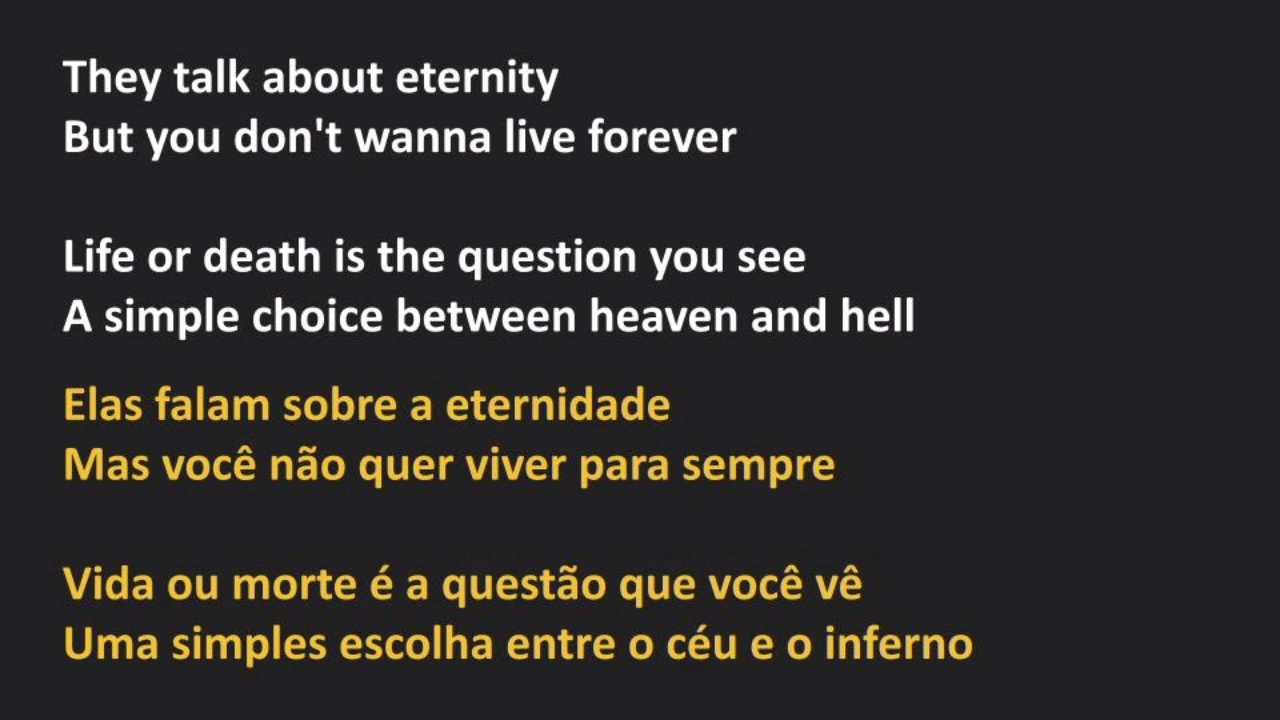 They talk about eternity
But you don't wanna live forever
Life or death is the question you see
A simple choice between heaven and hell
Elas falam sobre a eternidade
Mas você não quer viver para sempre
Vida ou morte é a questão que você vê
Uma simples escolha entre o céu e o inferno